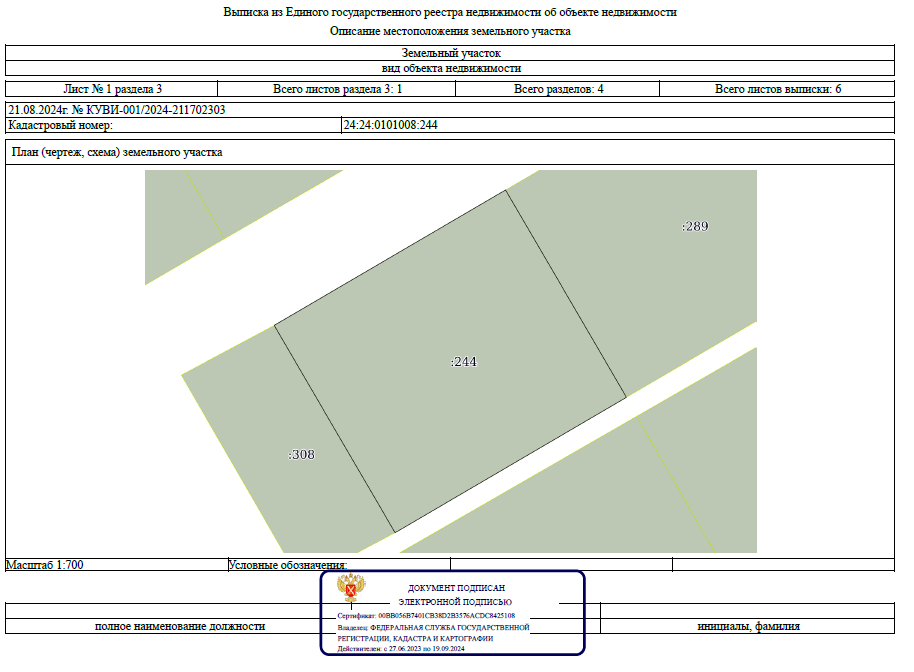 Выписка из Единого государственного реестра недвижимости об объекте недвижимости
Описание местоположения земельного участка
Земельный участок
вид объекта недвижимости
Лист № 1 раздела 3 Всего листов раздела 3: 1 Всего разделов: 4 Всего листов выписки: 6
21.08.2024г. № КУВИ-001/2024-211702303
Кадастровый номер: 24:24:0101008:244
План (чертеж, схема) земельного участка
:289
:244
:308
Масштаб 1:700 Условные обозначения:
ДОКУМЕНТ ПОДПИСАН
ЭЛЕКТРОННОЙ ПОДПИСЬЮ
Сертификат: 00BB056B7401CB38D2B3576ACDC8425108
Владелец: ФЕДЕРАЛЬНАЯ СЛУЖБА ГОСУДАРСТВЕННОЙ
РЕГИСТРАЦИИ, КАДАСТРА И КАРТОГРАФИИ
Действителен: с 27.06.2023 по 19.09.2024
полное наименование должности инициалы, фамилия